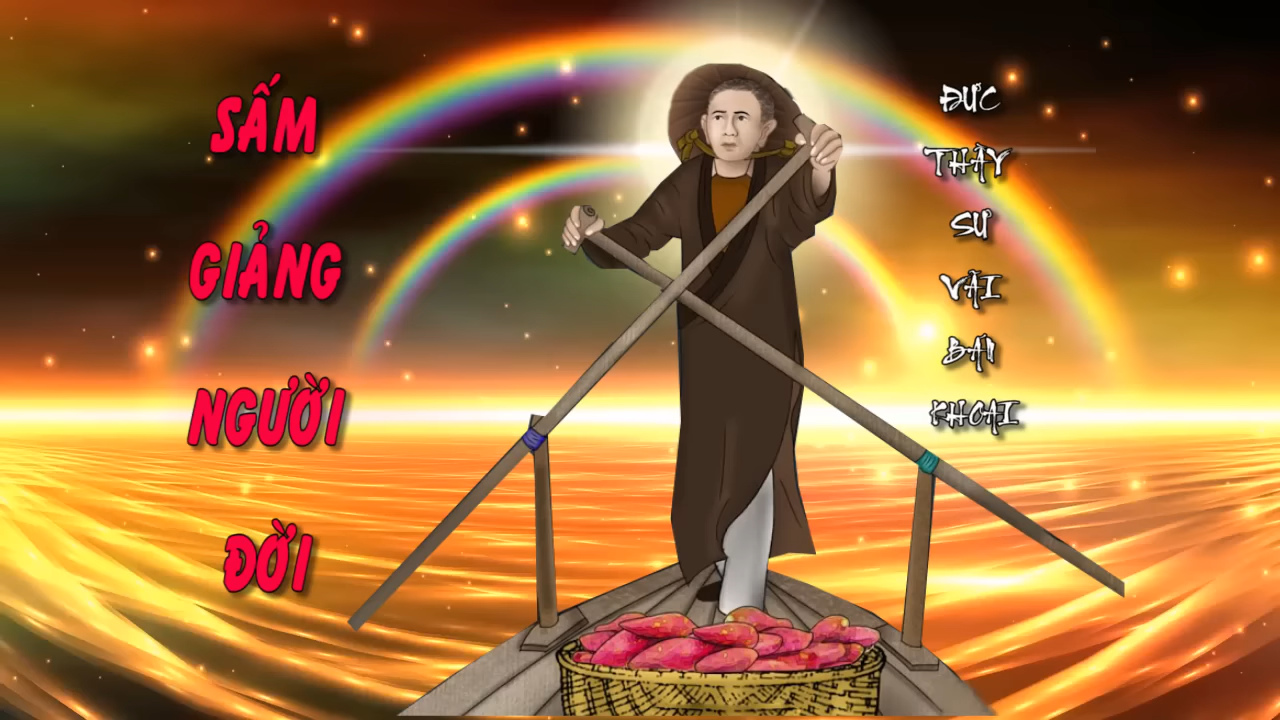 SẤM
GIẢNG
NGƯỜI
ĐỜI
ĐỨC
THẦY
SƯ
VÃI
BÁN
KHOAI